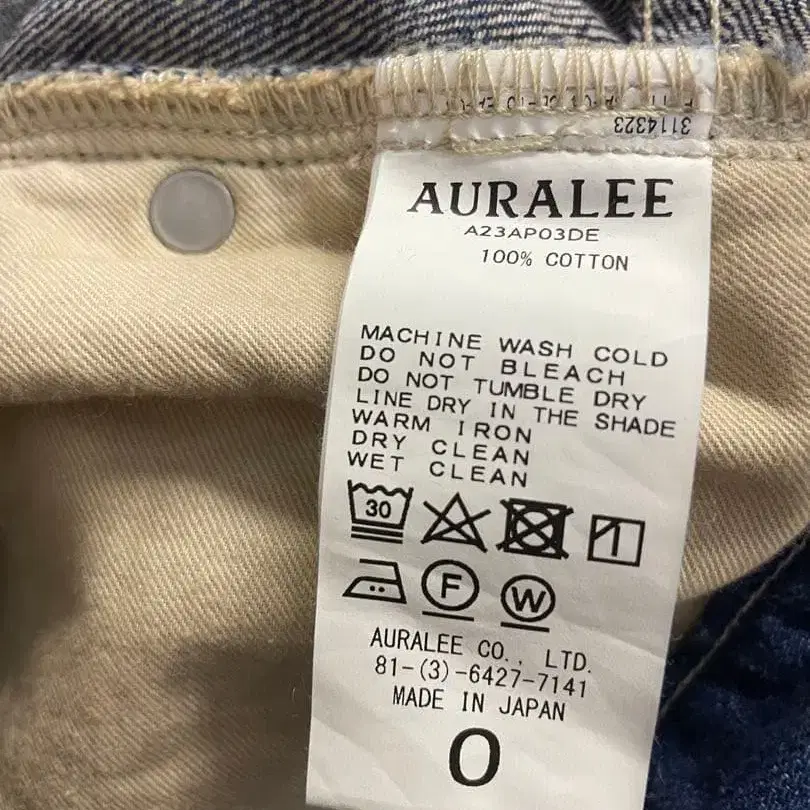 3114323
AURALEE
A23AP03DE
100% COTTON
MACHINE WASH COLD
DO NOT BLEACH
DO NOT TUMBLE DRY
LINE DRY IN THE SHADE
WARM IRON
DRY CLEAN
WET CLEAN
30
F W
AURALEE CO., LTD.
81-(3)-6427-7141
MADE IN JAPAN
0